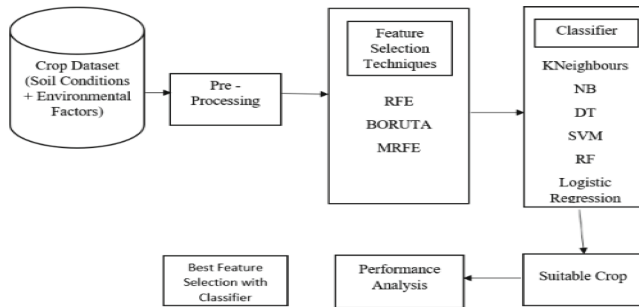 Crop Dataset
(Soil Conditions
+ Environmental
Factors)
Pre -
Processing
Feature
Selection
Techniques
RFE
BORUTA
MRFE
Classifier
KNeighbours
NB
DT
SVM
RF
Logistic
Regression
Suitable Crop
Performance
Analysis
Best Feature
Selection with
Classifier